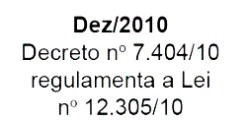 Dez/2010
Decreto nº 7.404/10
regulamenta a Lei
nº 12.305/10